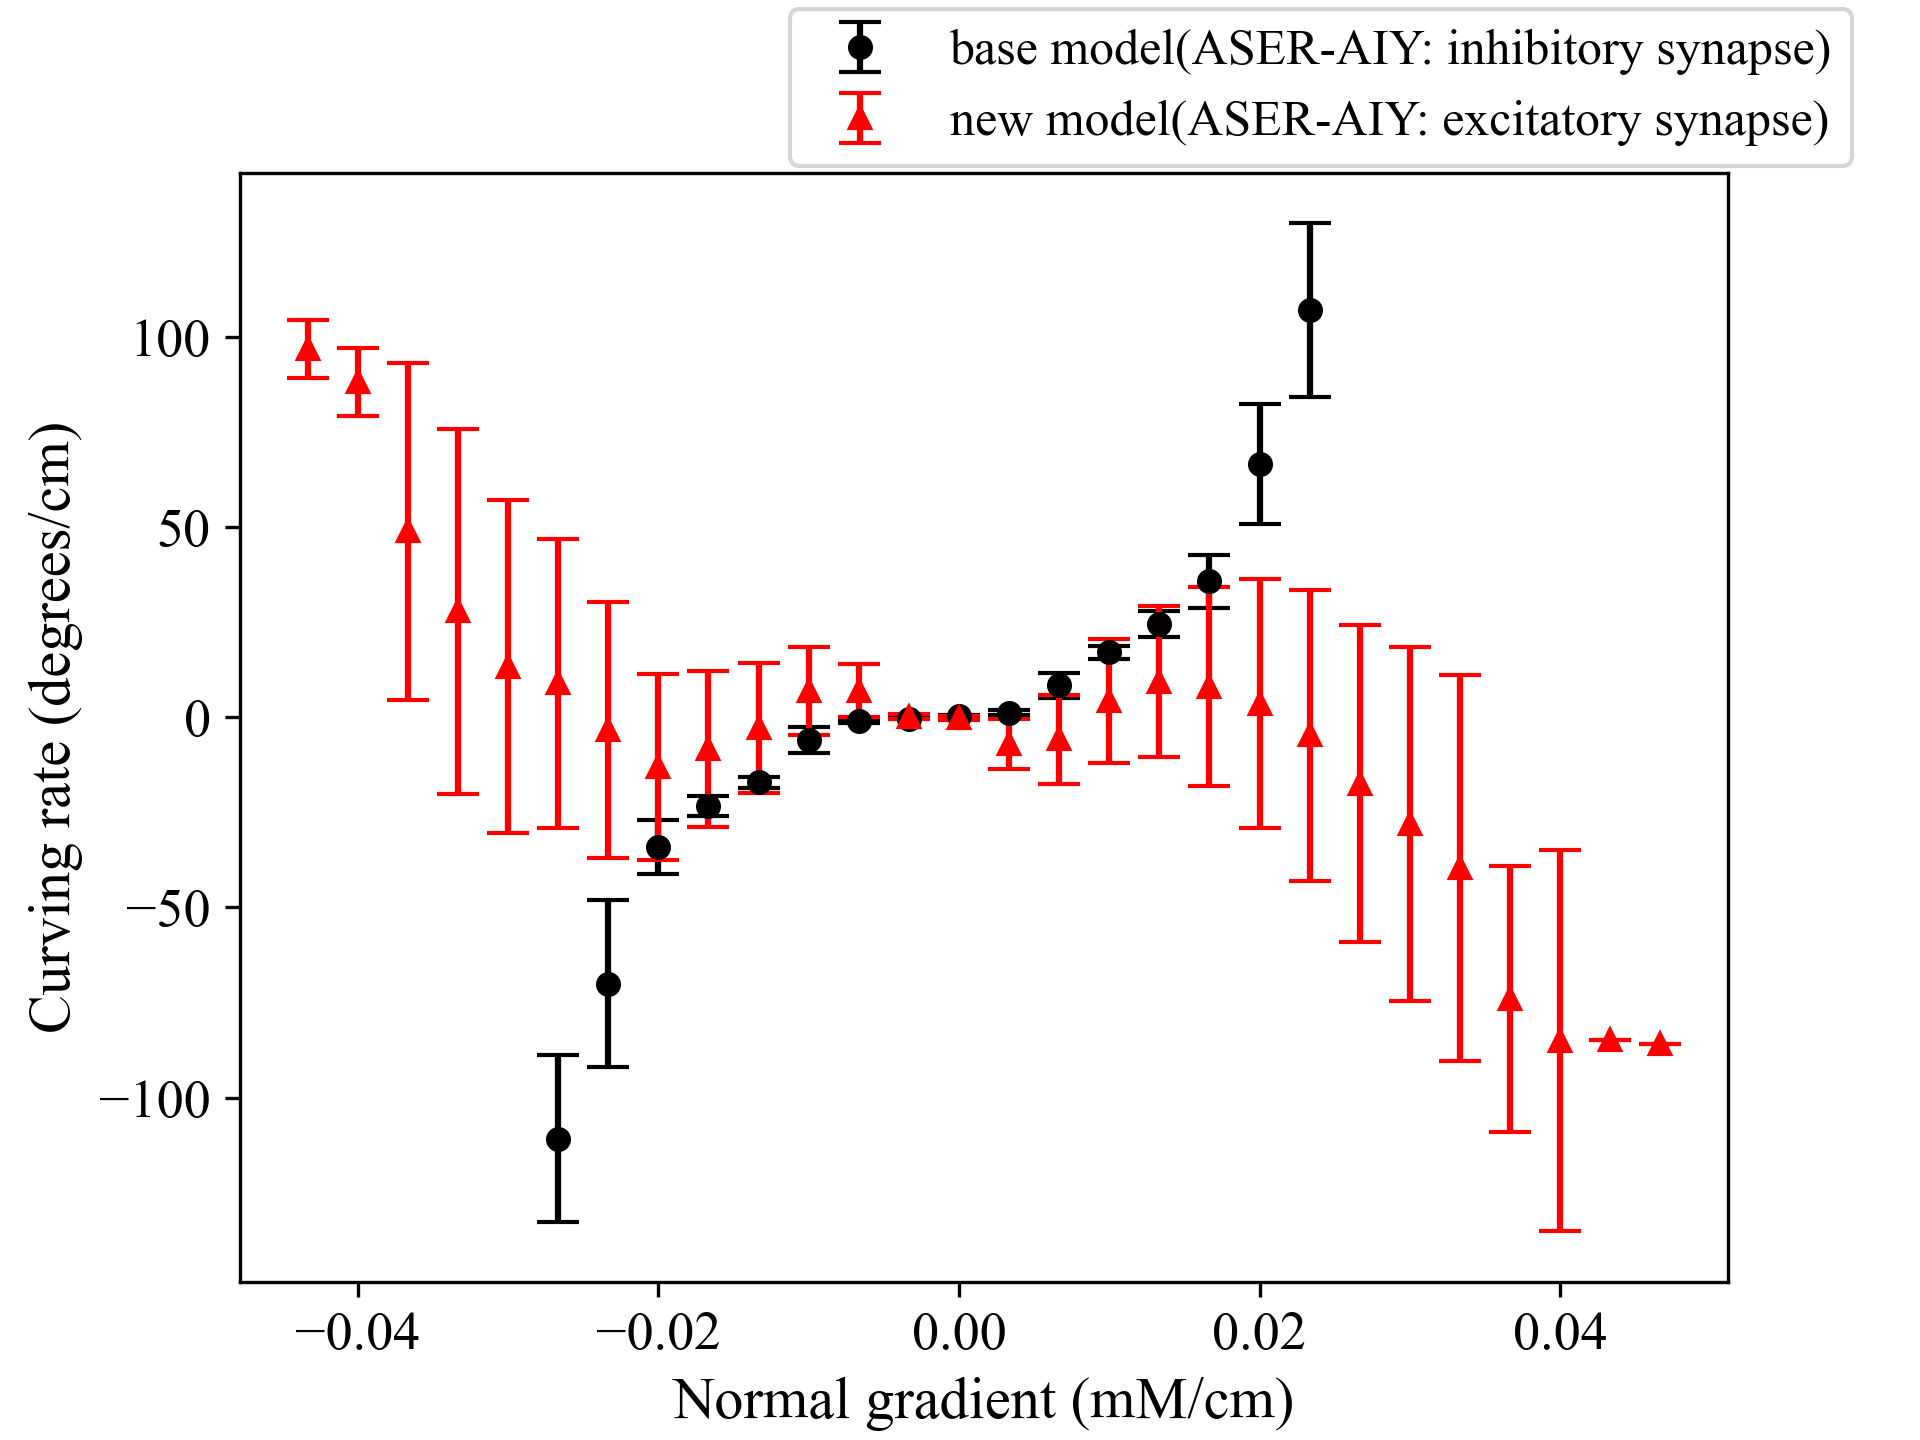 base model(ASER-AIY: inhibitory synapse)
new model(ASER-AIY: excitatory synapse)
Curving rate (degrees/cm)
100
50
0
−50
−100
−0.04
−0.02
0.00
0.02
0.04
Normal gradient (mM/cm)